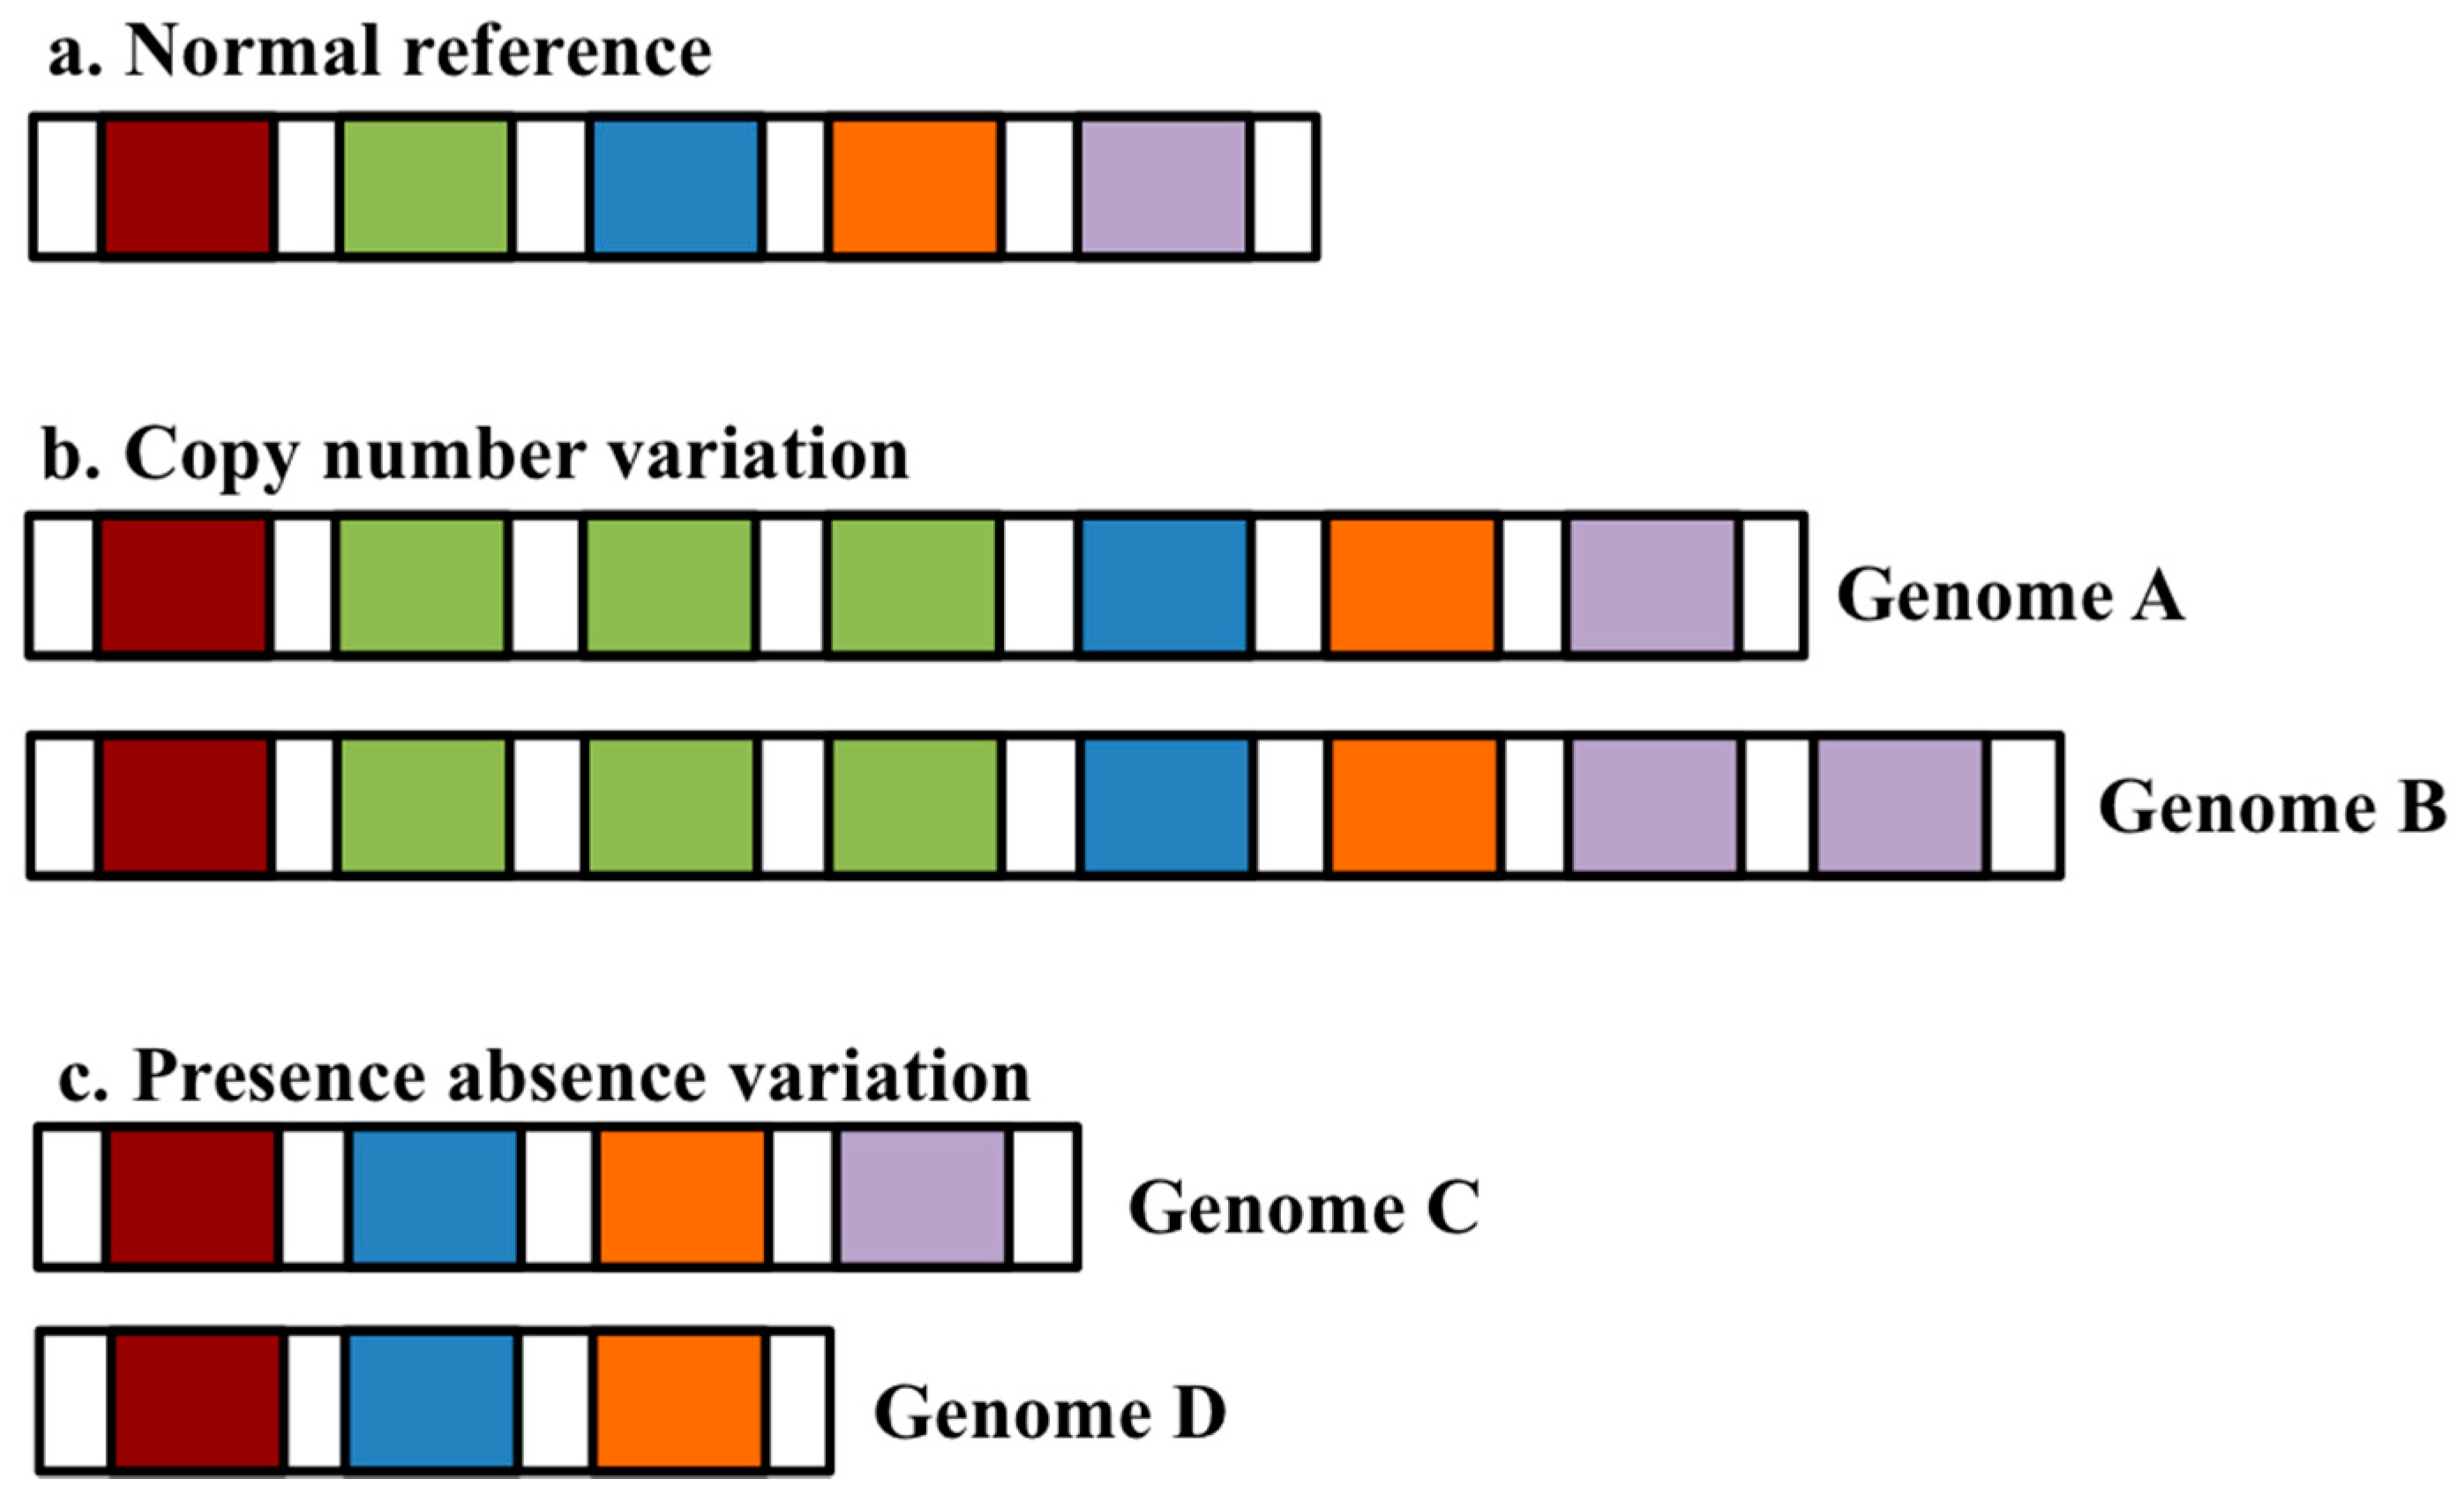 a. Normal reference
b. Copy number variation
Genome A
Genome B
c. Presence absence variation
Genome C
Genome D